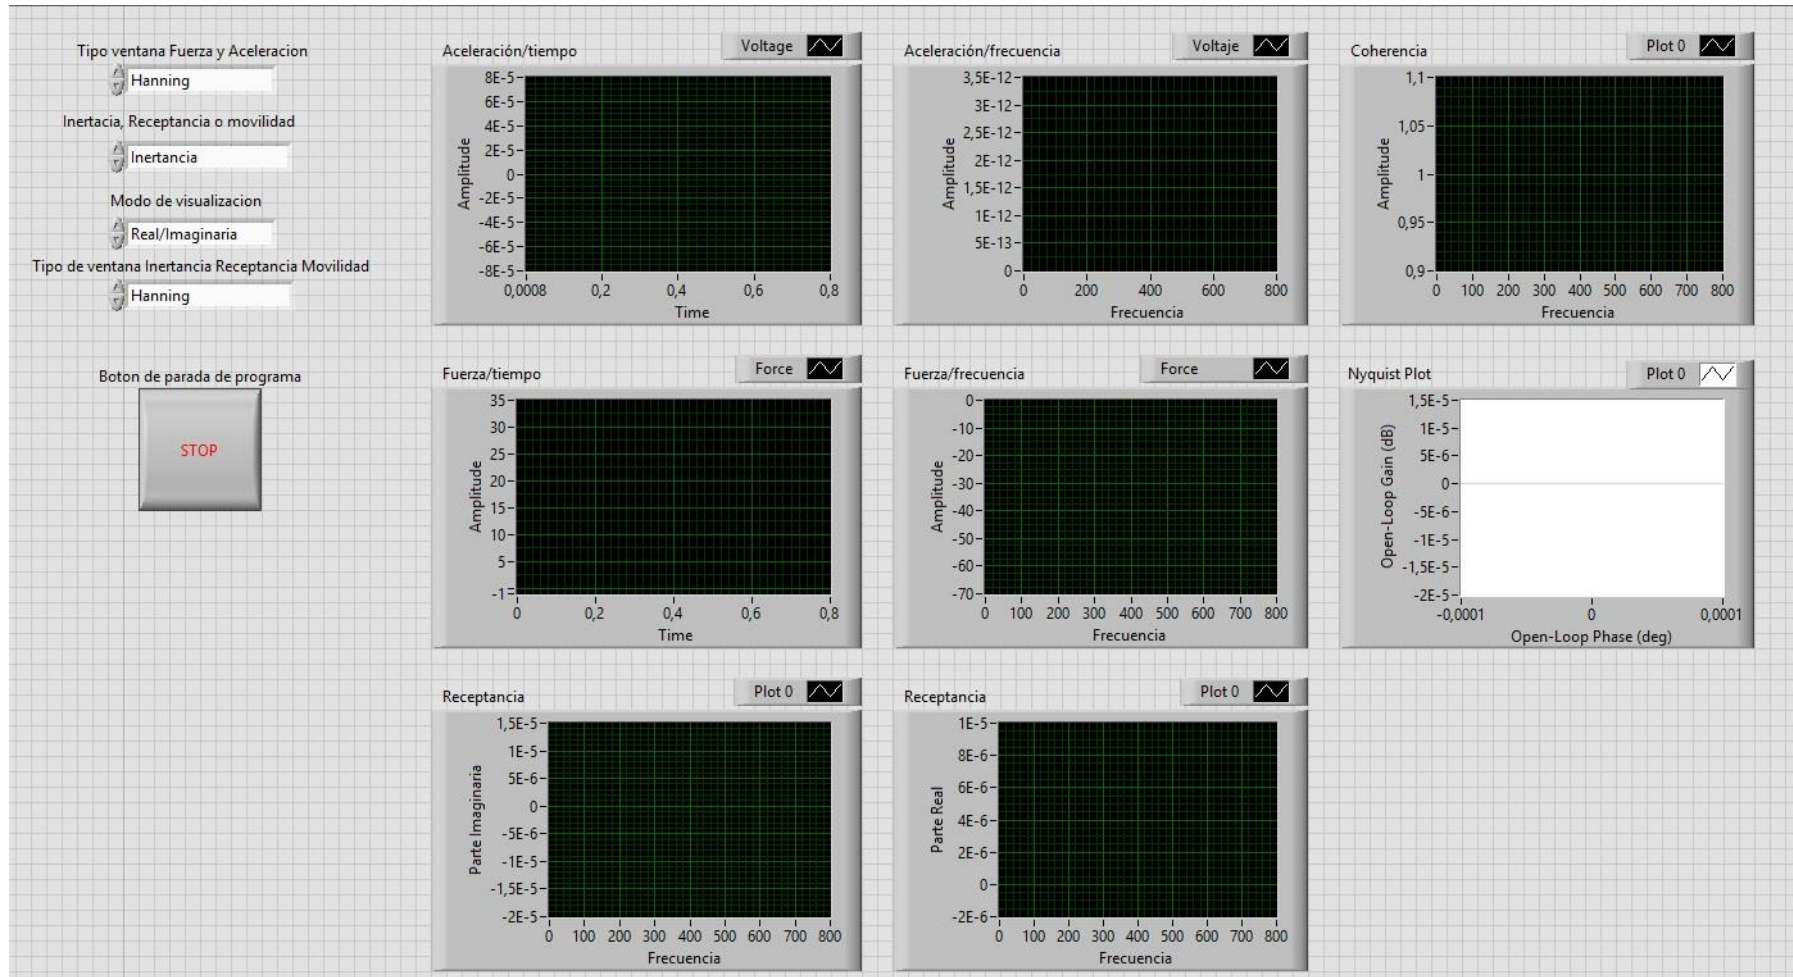 Tipo ventana Fuerza y Aceleracion
Hanning
Inertacia, Receptancia o movilidad
Inertancia
Modo de visualizacion
Real/Imaginaria
Tipo de ventana Inertancia Receptancia Movilidad
Hanning
Boton de parada de programa
STOP
Aceleración/tiempo
Voltage
Amplitude
8E-5
6E-5
4E-5
2E-5
0
-2E-5
-4E-5
-6E-5
-8E-5
0,0008 0,2 0,4 0,6 0,8
Time
Aceleración/frecuencia
Voltaje
Amplitude
3,5E-12
3E-12
2,5E-12
2E-12
1,5E-12
1E-12
5E-13
0
0 200 400 600 800
Frecuencia
Coherencia
Plot 0
Amplitude
1,1
1,05
1
0,95
0,9
0 100 200 300 400 500 600 700 800
Frecuencia
Fuerza/tiempo
Force
Amplitude
35
30
25
20
15
10
5
-1
0 0,2 0,4 0,6 0,8
Time
Fuerza/frecuencia
Force
Amplitude
0
-10
-20
-30
-40
-50
-60
-70
0 100 200 300 400 500 600 700 800
Frecuencia
Nyquist Plot
Plot 0
Open-Loop Gain (dB)
1,5E-5
1E-5
5E-6
0
-5E-6
-1E-5
-1,5E-5
-2E-5
-0,0001 0 0,0001
Open-Loop Phase (deg)
Receptancia
Plot 0
Parte Imaginaria
1,5E-5
1E-5
5E-6
0
-5E-6
-1E-5
-1,5E-5
-2E-5
0 100 200 300 400 500 600 700 800
Frecuencia
Receptancia
Plot 0
Parte Real
1E-5
8E-6
6E-6
4E-6
2E-6
0
-2E-6
0 100 200 300 400 500 600 700 800
Frecuencia